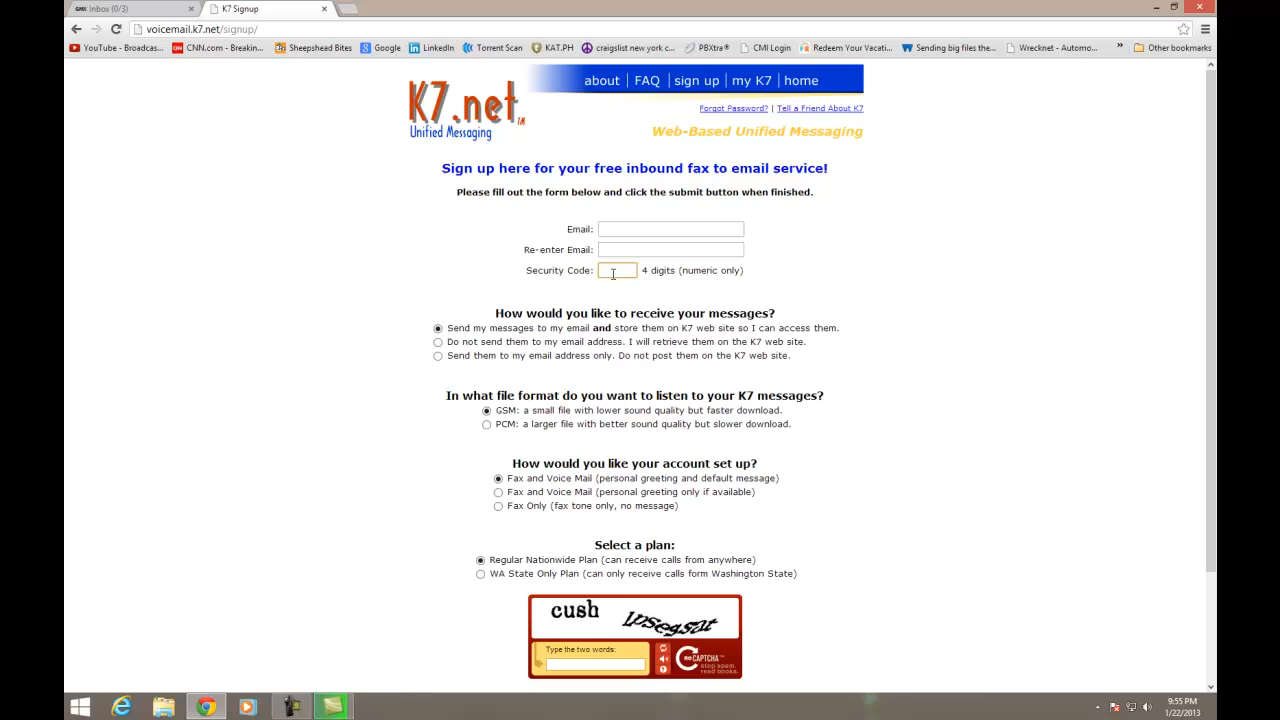 GMX Inbox (0/3)
K7 Signup
voicemail.k7.net/signup/
YouTube - Broadcas...
CNN.com - Breakin...
Sheepshead Bites
Google
LinkedIn
Torrent Scan
KAT.PH
craigslist new york c...
PBXtra®
CMI Login
Redeem Your Vacati...
Sending big files the...
Wrecknet - Automo...
»
Other bookmarks
about | FAQ | sign up | my K7 | home
K7.net TM
Unified Messaging
Forgot Password? | Tell a Friend About K7
Web-Based Unified Messaging
Sign up here for your free inbound fax to email service!
Please fill out the form below and click the submit button when finished.
Email:
Re-enter Email:
Security Code: 4 digits (numeric only)
How would you like to receive your messages?
Send my messages to my email and store them on K7 web site so I can access them.
Do not send them to my email address. I will retrieve them on the K7 web site.
Send them to my email address only. Do not post them on the K7 web site.
In what file format do you want to listen to your K7 messages?
GSM: a small file with lower sound quality but faster download.
PCM: a larger file with better sound quality but slower download.
How would you like your account set up?
Fax and Voice Mail (personal greeting and default message)
Fax and Voice Mail (personal greeting only if available)
Fax Only (fax tone only, no message)
Select a plan:
Regular Nationwide Plan (can receive calls from anywhere)
WA State Only Plan (can only receive calls form Washington State)
cush lpsegsat
Type the two words:
reCAPTCHA™
stop spam.
read books.
9:55 PM
1/22/2013